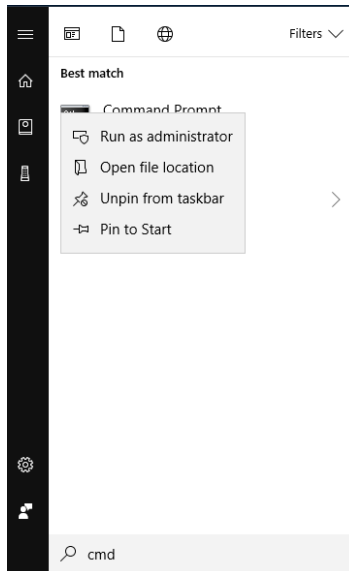 Filters
Best match
Command Prompt
Run as administrator
Open file location
Unpin from taskbar
Pin to Start
cmd